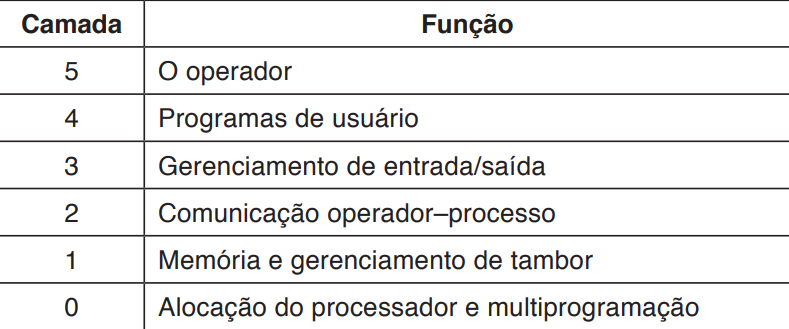 Camada Função
5 O operador
4 Programas de usuário
3 Gerenciamento de entrada/saída
2 Comunicação operador–processo
1 Memória e gerenciamento de tambor
0 Alocação do processador e multiprogramação